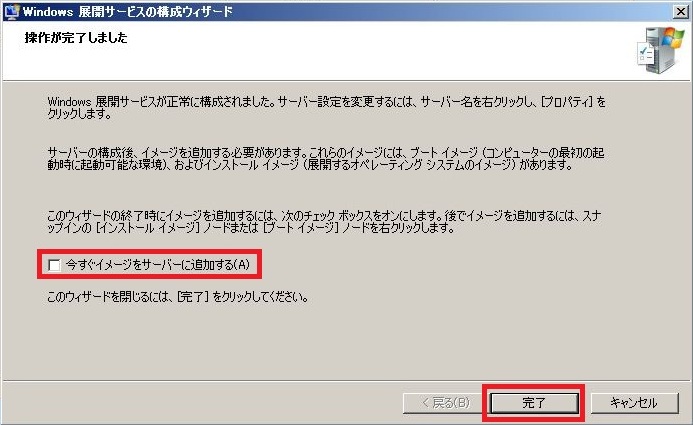 Windows 展開サービスの構成ウィザード
操作が完了しました
Windows 展開サービスが正常に構成されました。サーバー設定を変更するには、サーバー名を右クリックし、[プロパティ] を
クリックします。
サーバーの構成後、イメージを追加する必要があります。これらのイメージには、ブート イメージ (コンピューターの最初の起
動時に起動可能な環境)、およびインストール イメージ (展開するオペレーティング システムのイメージ) があります。
このウィザードの終了時にイメージを追加するには、次のチェック ボックスをオンにします。後でイメージを追加するには、スナ
ップインの [インストール イメージ] ノードまたは [ブート イメージ] ノードを右クリックします。
今すぐイメージをサーバーに追加する(A)
このウィザードを閉じるには、[完了] をクリックしてください。
< 戻る(B)
完了
キャンセル